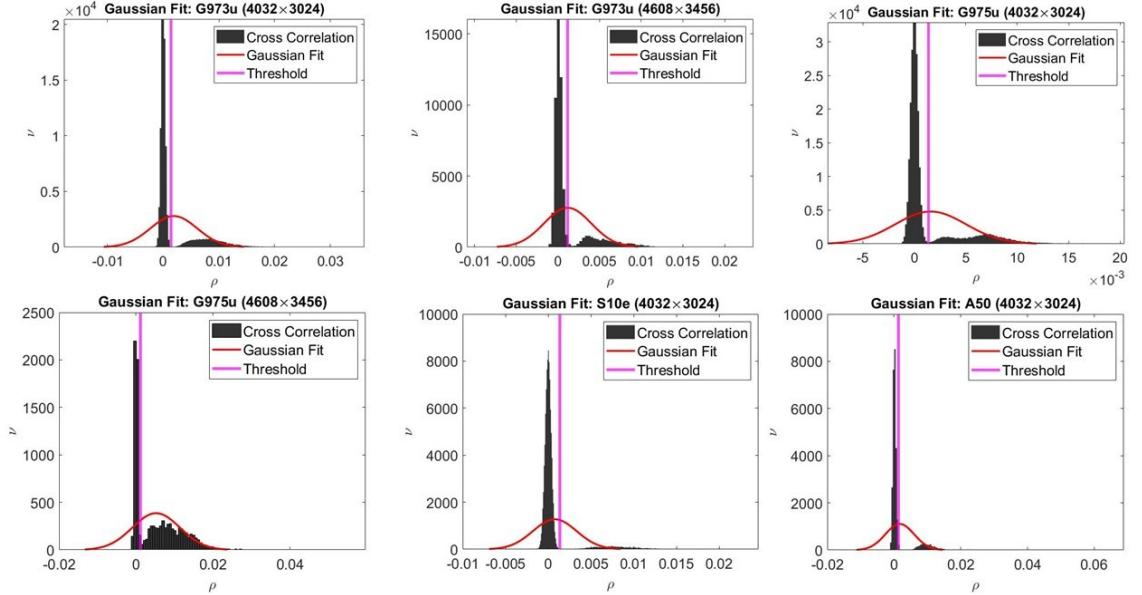 Gaussian Fit: G973u (4032×3024)
×10⁴
2
1.5
1
0.5
0
ν
-0.01
0
0.01
0.02
0.03
ρ
Cross Correlation
Gaussian Fit
Threshold
Gaussian Fit: G973u (4608×3456)
15000
10000
5000
0
ν
-0.01
-0.005
0
0.005
0.01
0.015
0.02
ρ
Cross Correlaion
Gaussian Fit
Threshold
Gaussian Fit: G975u (4032×3024)
×10⁴
3
2.5
2
1.5
1
0.5
0
ν
-5
0
5
10
15
20
×10⁻³
ρ
Cross Correlation
Gaussian Fit
Threshold
Gaussian Fit: G975u (4608×3456)
2500
2000
1500
1000
500
0
ν
-0.02
0
0.02
0.04
ρ
Cross Correlation
Gaussian Fit
Threshold
Gaussian Fit: S10e (4032×3024)
10000
8000
6000
4000
2000
0
ν
-0.01
-0.005
0
0.005
0.01
0.015
0.02
ρ
Cross Correlation
Gaussian Fit
Threshold
Gaussian Fit: A50 (4032×3024)
10000
8000
6000
4000
2000
0
ν
-0.02
0
0.02
0.04
0.06
ρ
Cross Correlation
Gaussian Fit
Threshold